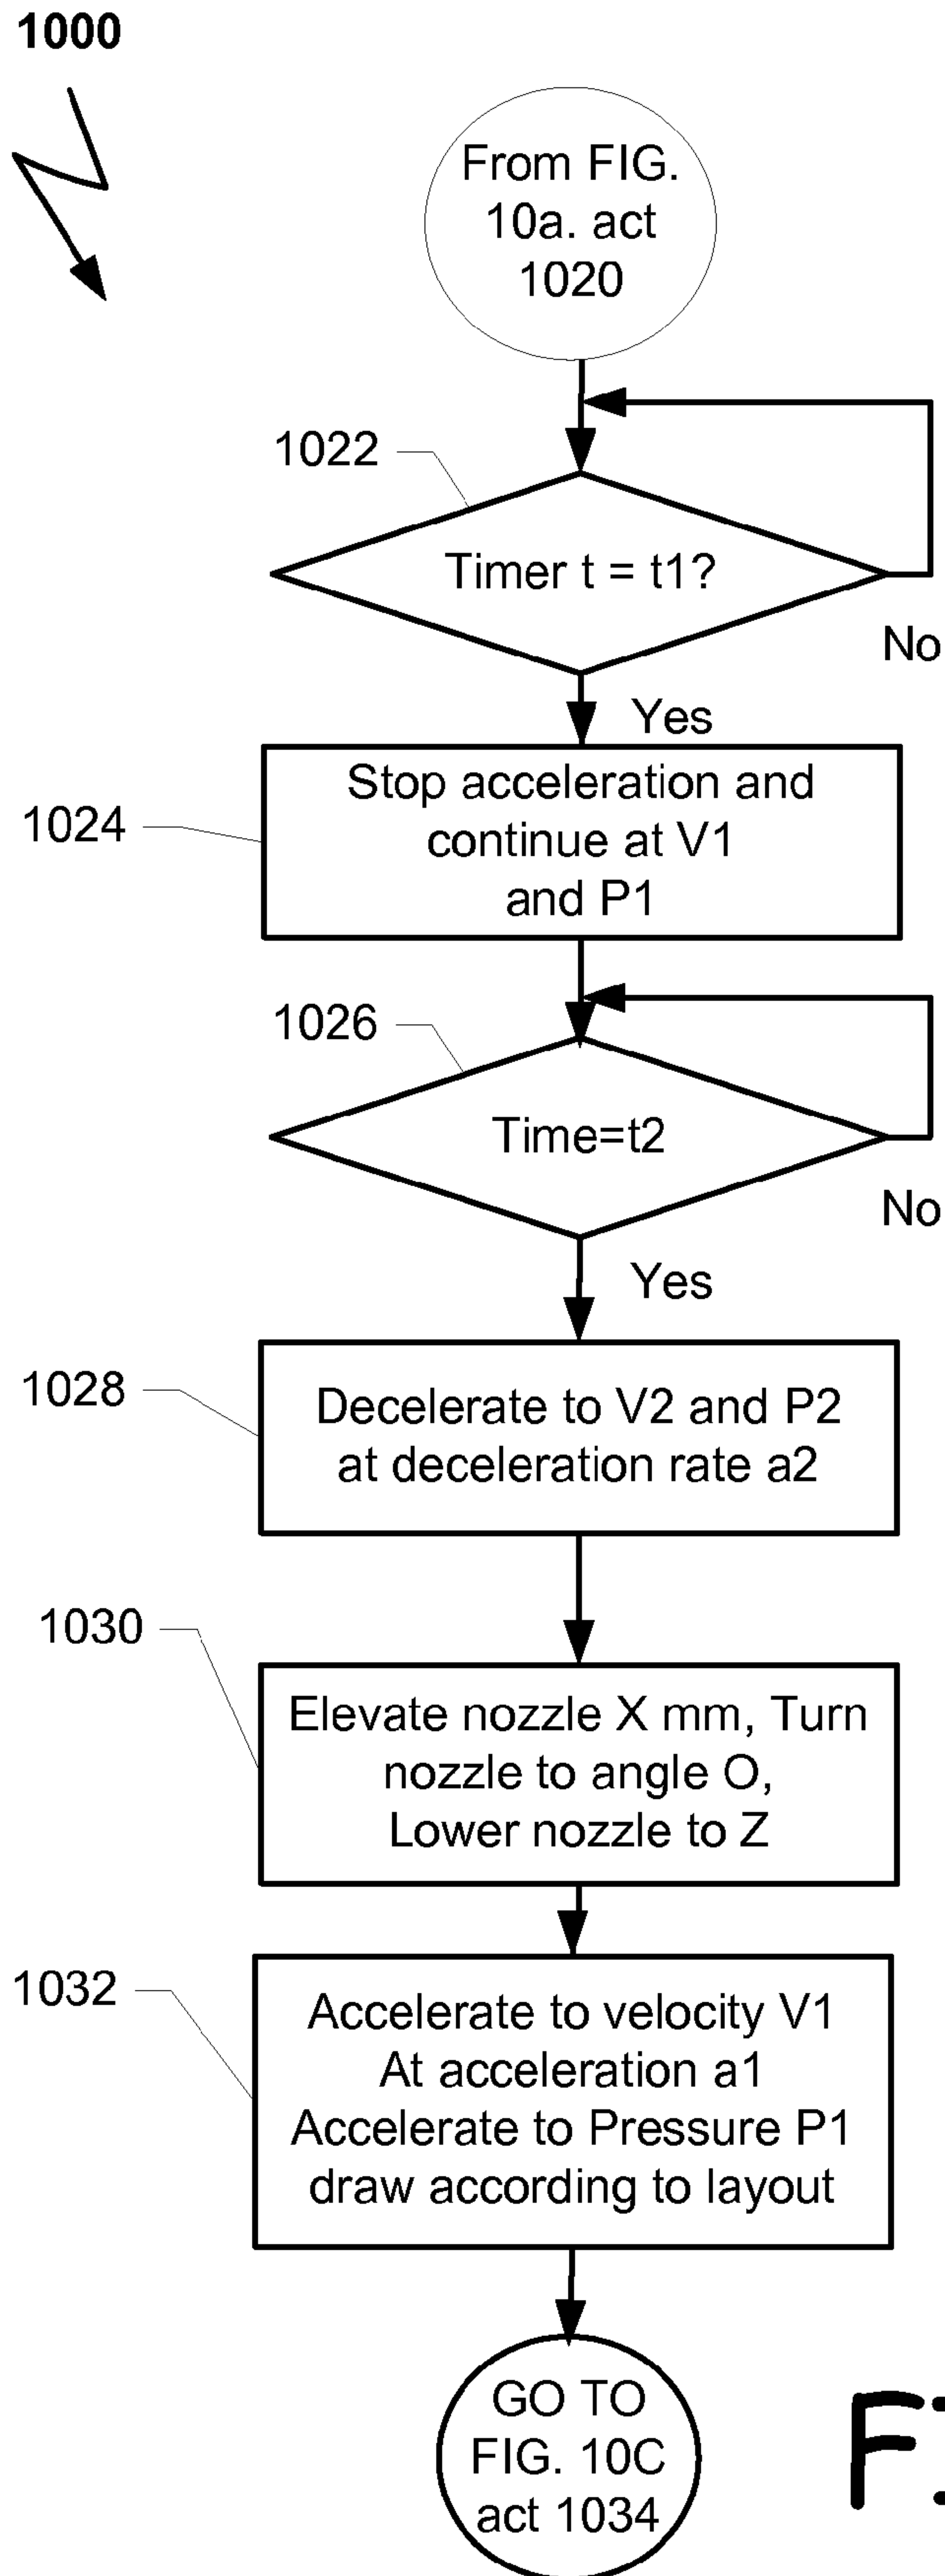 1000
From FIG.
10a. act
1020
1022
Timer t = t1?
No
Yes
1024
Stop acceleration and
continue at V1
and P1
1026
Time=t2
No
Yes
1028
Decelerate to V2 and P2
at deceleration rate a2
1030
Elevate nozzle X mm, Turn
nozzle to angle O,
Lower nozzle to Z
1032
Accelerate to velocity V1
At acceleration a1
Accelerate to Pressure P1
draw according to layout
GO TO
FIG. 10C
act 1034